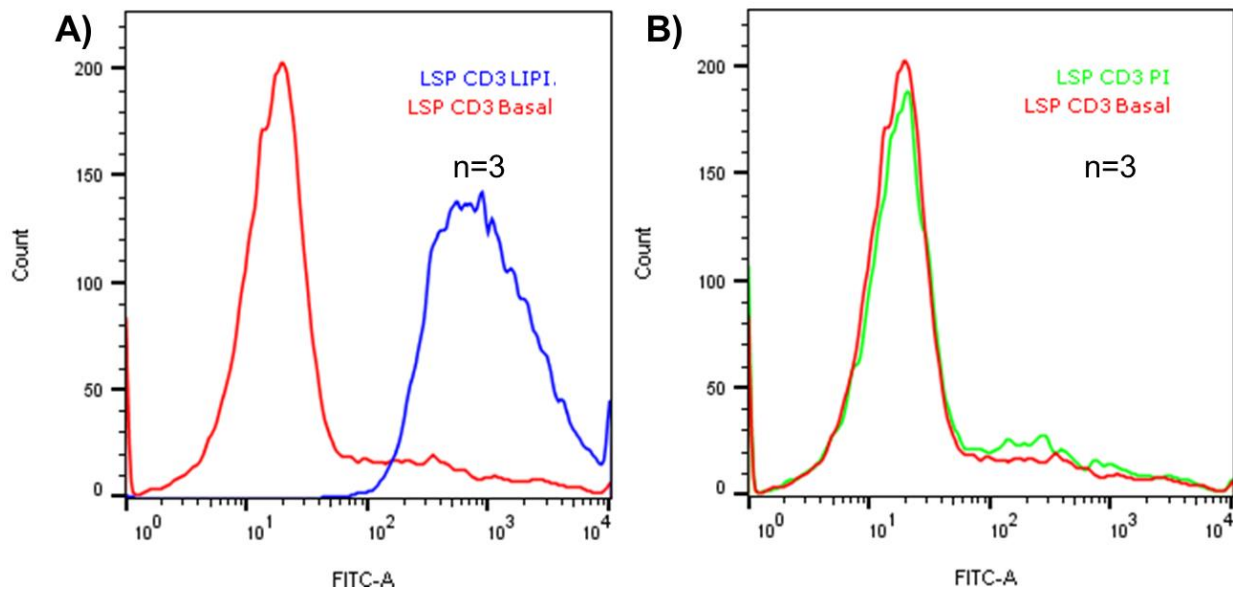 A)
LSP CD3 LIPI.
LSP CD3 Basal
n=3
200
150
100
50
0
Count
10^0 10^1 10^2 10^3 10^4
FITC-A
B)
LSP CD3 PI
LSP CD3 Basal
n=3
200
150
100
50
0
Count
10^0 10^1 10^2 10^3 10^4
FITC-A